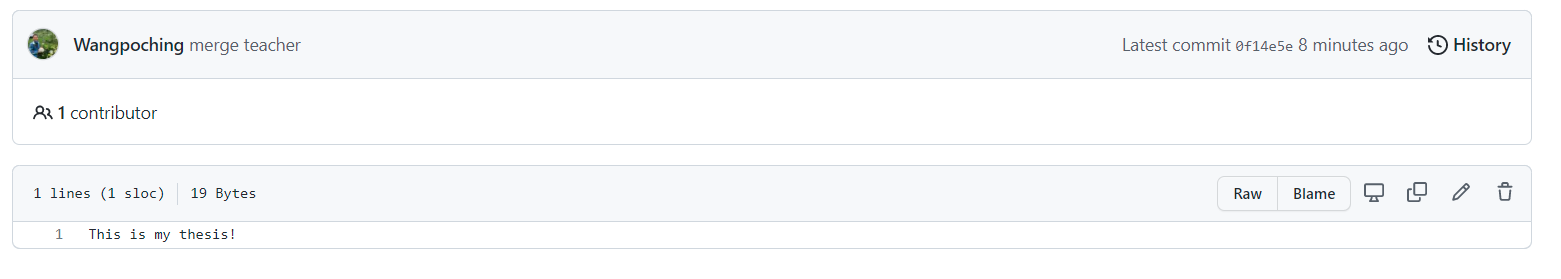 Wangpoching merge teacher Latest commit 0f14e5e 8 minutes ago History
1 contributor
1 lines (1 sloc) 19 Bytes Raw Blame
1 This is my thesis!